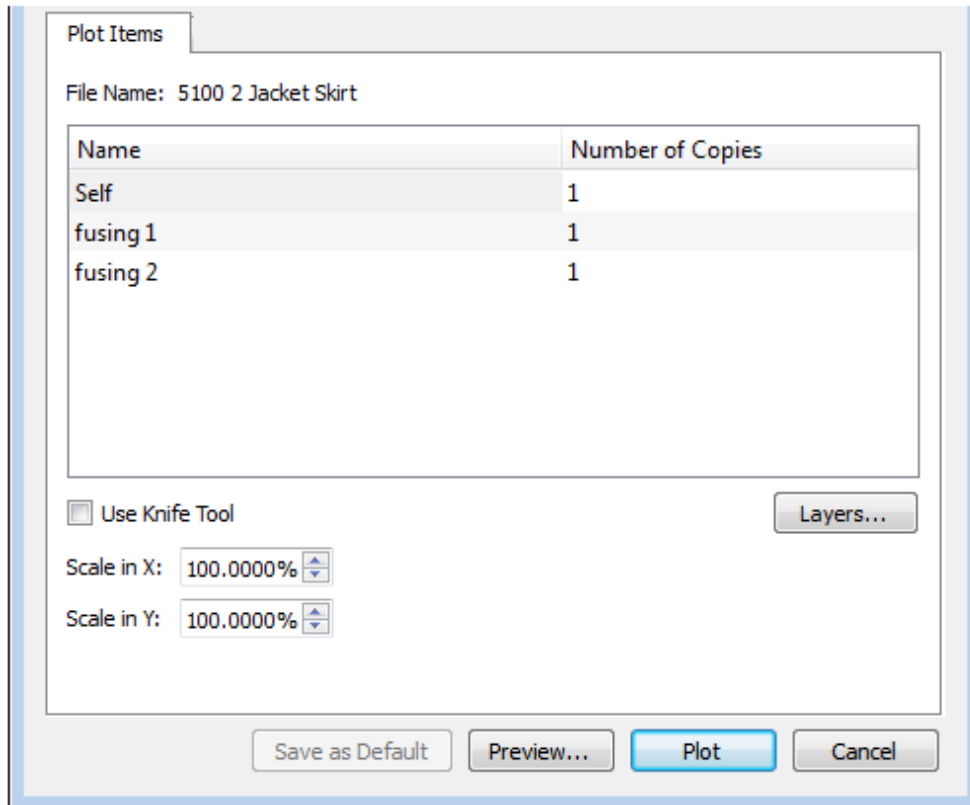 Plot Items
File Name: 5100 2 Jacket Skirt
Name Number of Copies
Self 1
fusing 1 1
fusing 2 1
Use Knife Tool Layers...
Scale in X: 100.0000%
Scale in Y: 100.0000%
Save as Default Preview... Plot Cancel